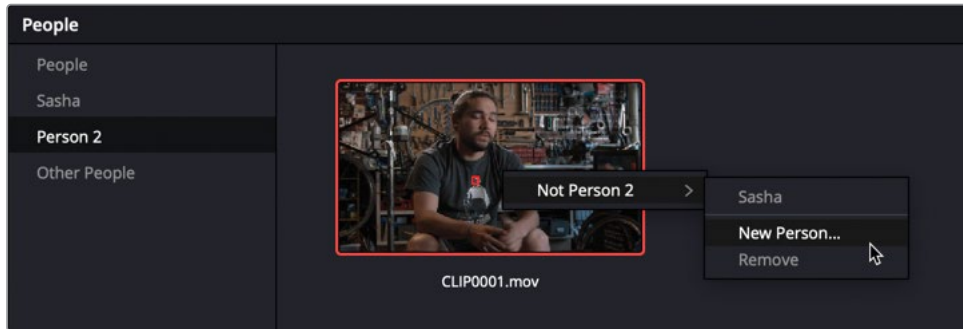 People
People
Sasha
Person 2
Other People
Not Person 2
Sasha
New Person...
Remove
CLIP0001.mov